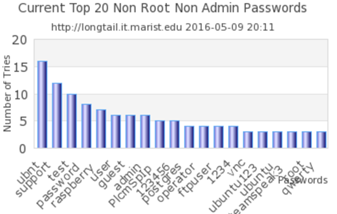 Current Top 20 Non Root Non Admin Passwords
http://longtail.it.marist.edu 2016-05-09 20:11
Number of Tries
20
15
10
5
0
ubnt
support
test
password
raspberry
user
guest
admin
PlcmSpIp
123456
postgres
operator
ftpuser
1234
vnc
ubuntu123
ubuntu
qwerty
Passwords